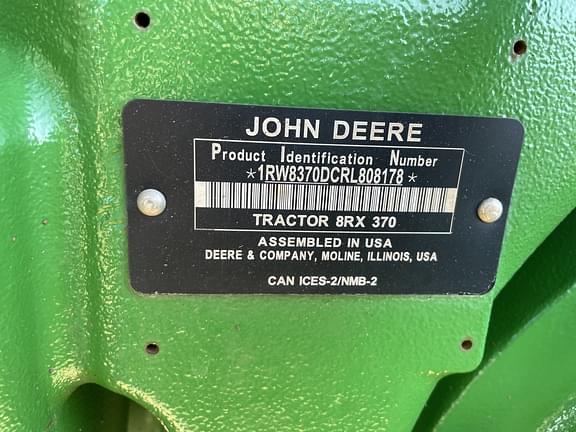 JOHN DEERE
Product Identification Number
*1RW8370DCRL808178*
TRACTOR 8RX 370
ASSEMBLED IN USA
DEERE & COMPANY, MOLINE, ILLINOIS, USA
CAN ICES-2/NMB-2